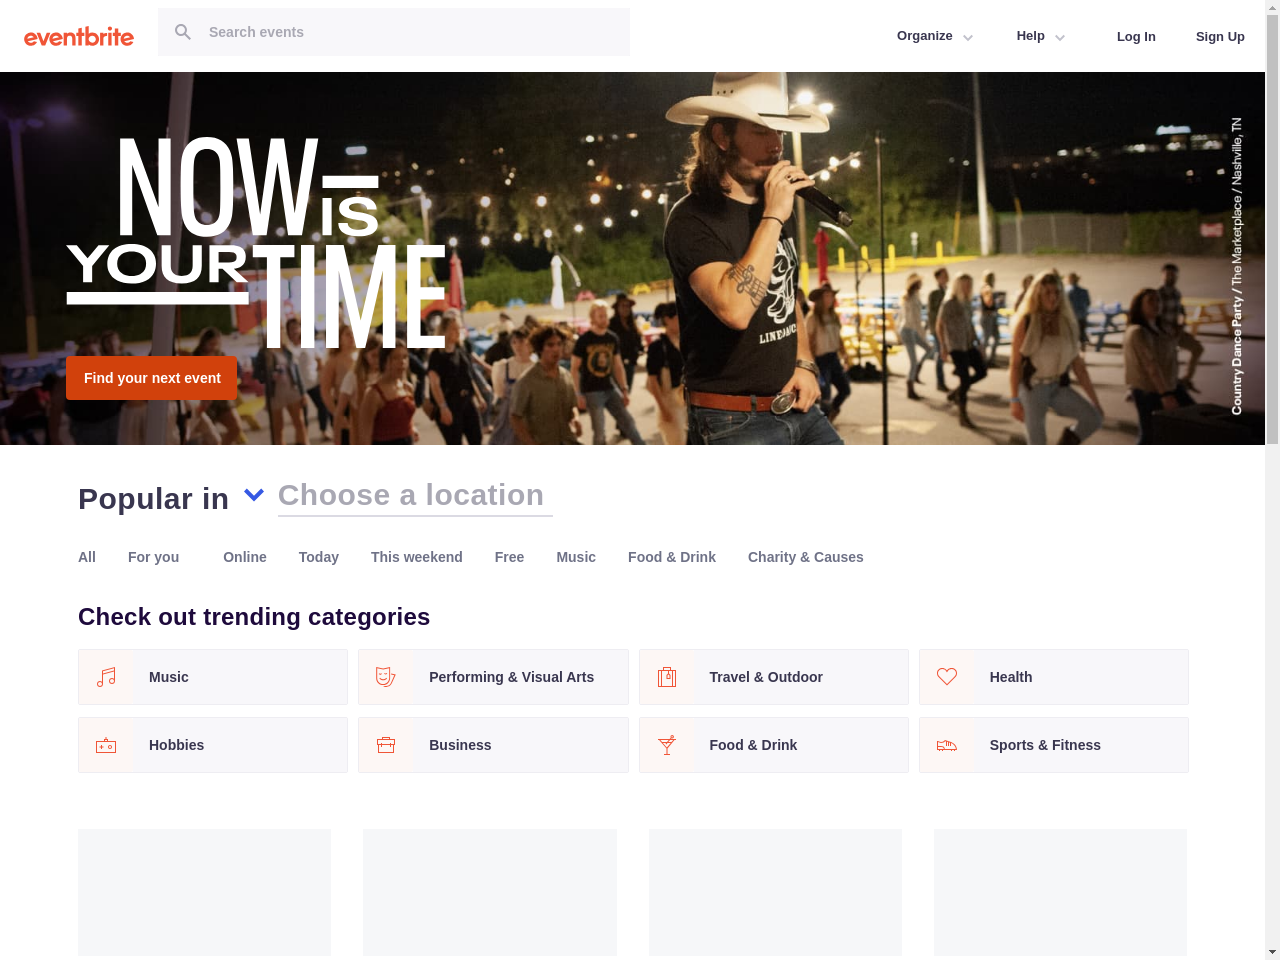 eventbrite
Search events
Organize
Help
Log In
Sign Up
NOW IS
YOUR TIME
LINE DANCE
Find your next event
Country Dance Party / The Marketplace / Nashville, TN
Popular in
Choose a location
All
For you
Online
Today
This weekend
Free
Music
Food & Drink
Charity & Causes
Check out trending categories
Music
Performing & Visual Arts
Travel & Outdoor
Health
Hobbies
Business
Food & Drink
Sports & Fitness